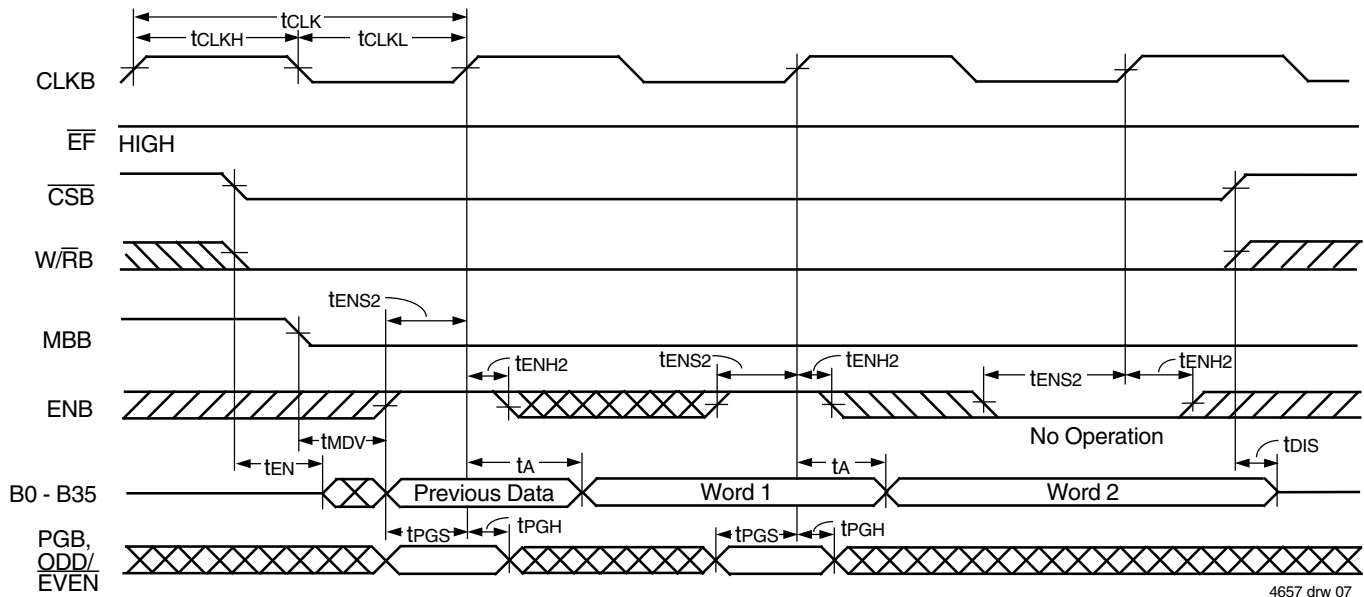 tCLK
tCLKH tCLKL
CLKB
EF HIGH
CSB
W/RB
tENS2
MBB
tENH2 tENS2 tENH2 tENS2 tENH2
ENB
No Operation
tMDV
tEN tA tA tDIS
B0 - B35 Previous Data Word 1 Word 2
tPGS tPGH tPGS tPGH
PGB,
ODD/
EVEN
4657 drw 07